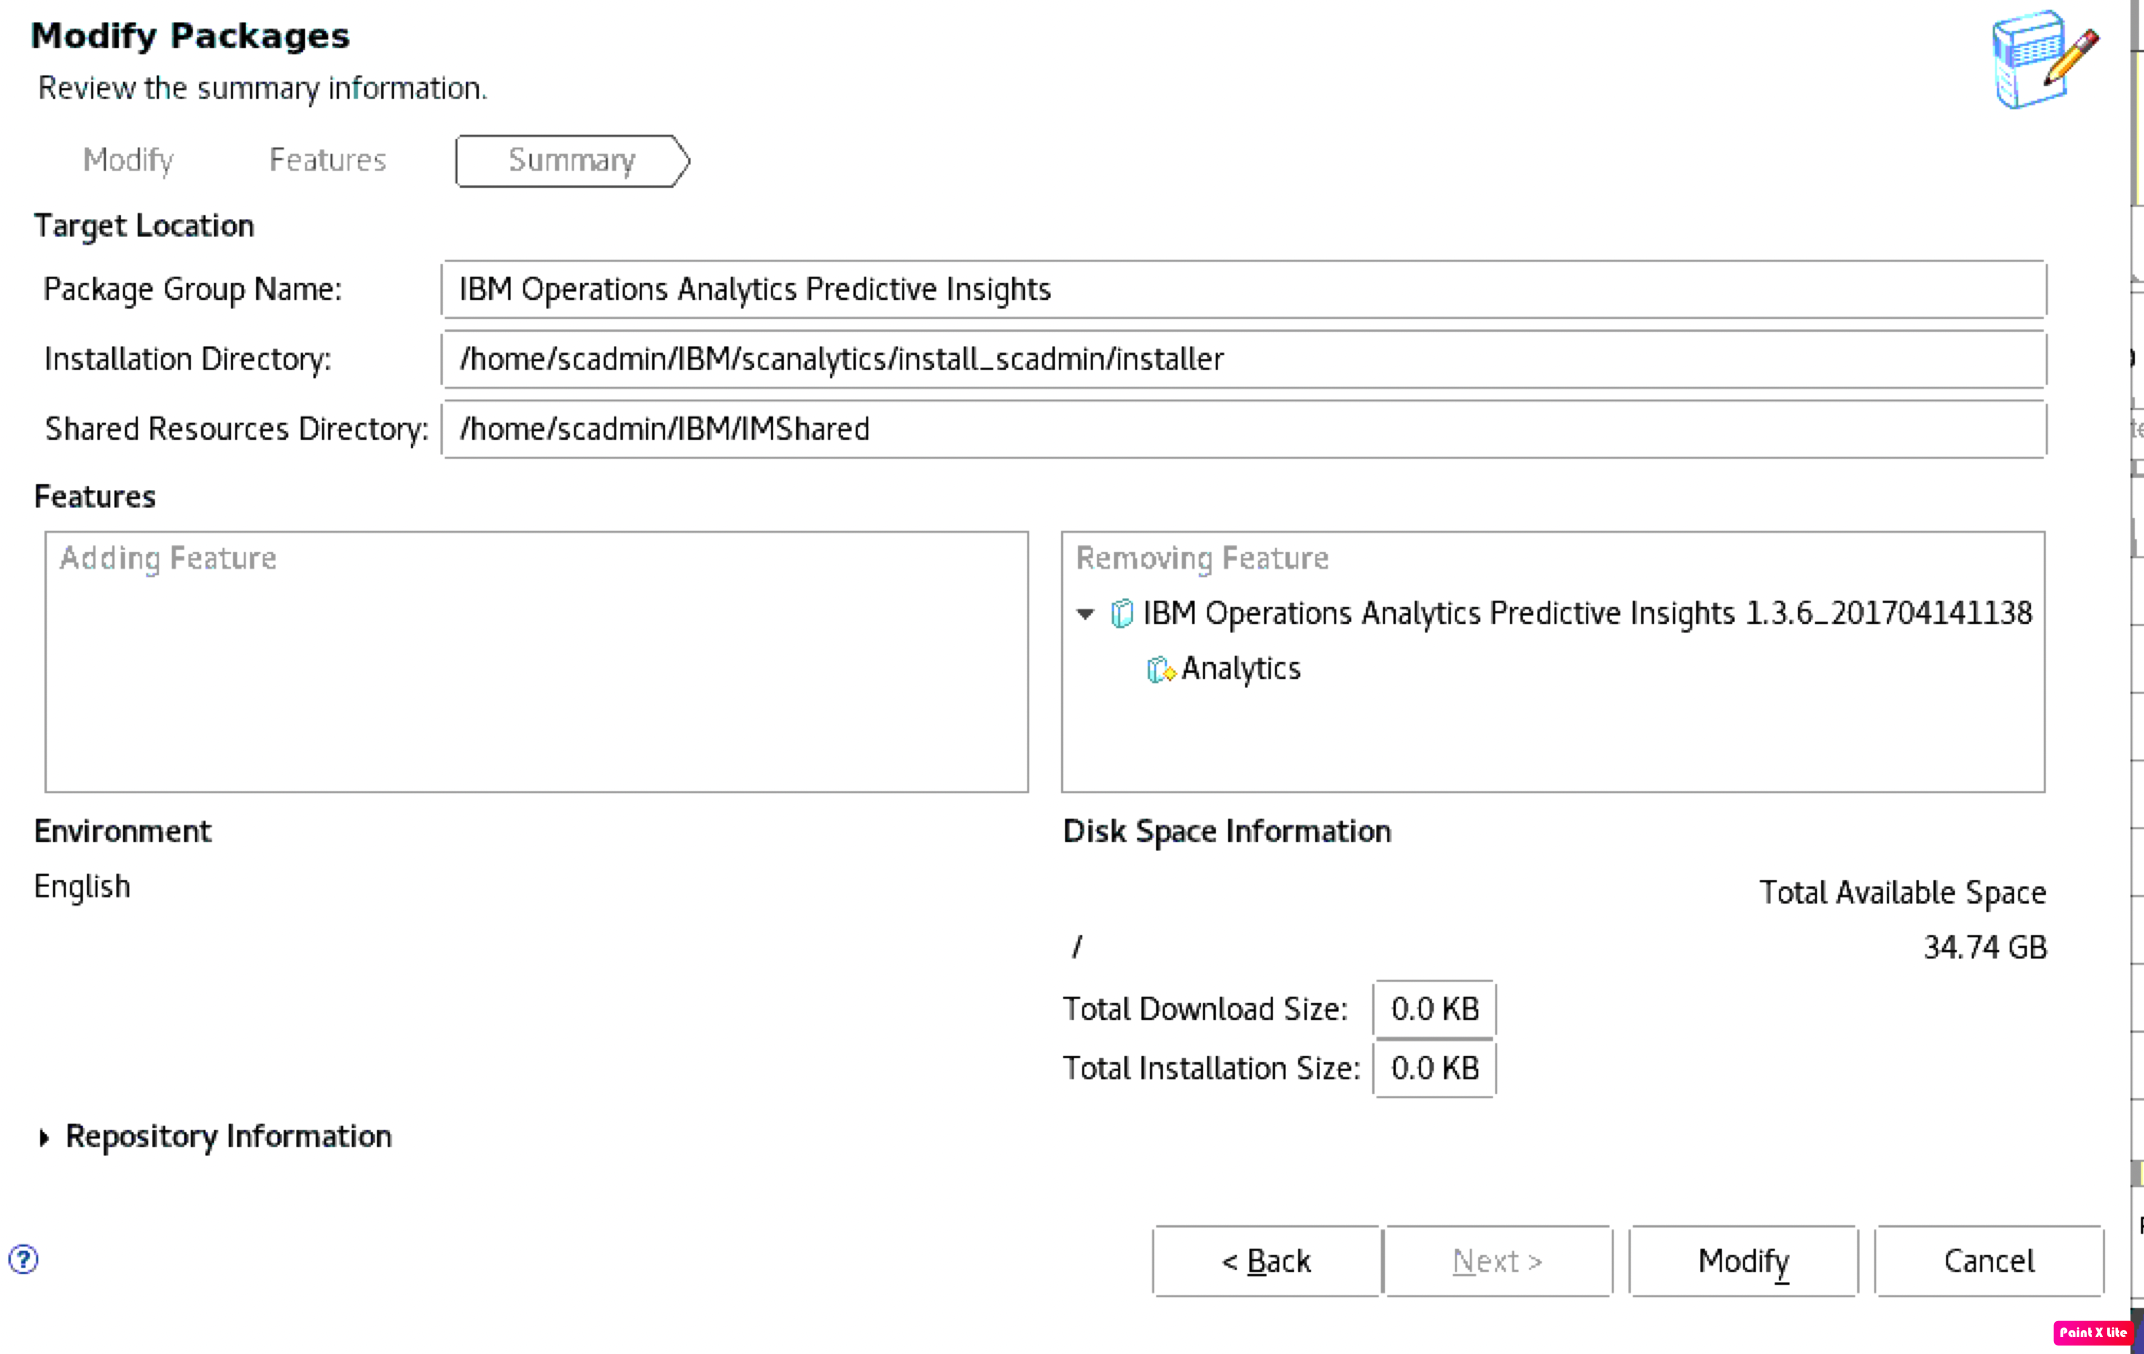 Modify Packages
Review the summary information.
Modify Features Summary
Target Location
Package Group Name: IBM Operations Analytics Predictive Insights
Installation Directory: /home/scadmin/IBM/scanalytics/install_scadmin/installer
Shared Resources Directory: /home/scadmin/IBM/IMShared
Features
Adding Feature
Removing Feature
IBM Operations Analytics Predictive Insights 1.3.6_201704141138
Analytics
Environment
English
Disk Space Information
Total Available Space
/ 34.74 GB
Total Download Size: 0.0 KB
Total Installation Size: 0.0 KB
Repository Information
? < Back Next > Modify Cancel
Paint X Lite